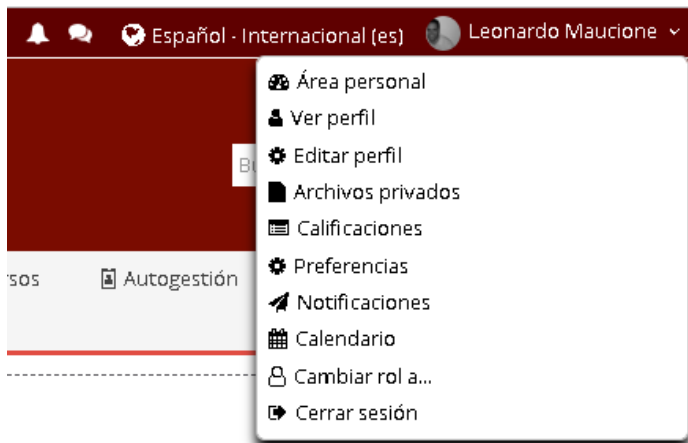 Español - Internacional (es) Leonardo Maucione
Área personal
Ver perfil
Editar perfil
Archivos privados
Calificaciones
Autogestión
Preferencias
Notificaciones
Calendario
Cambiar rol a...
Cerrar sesión